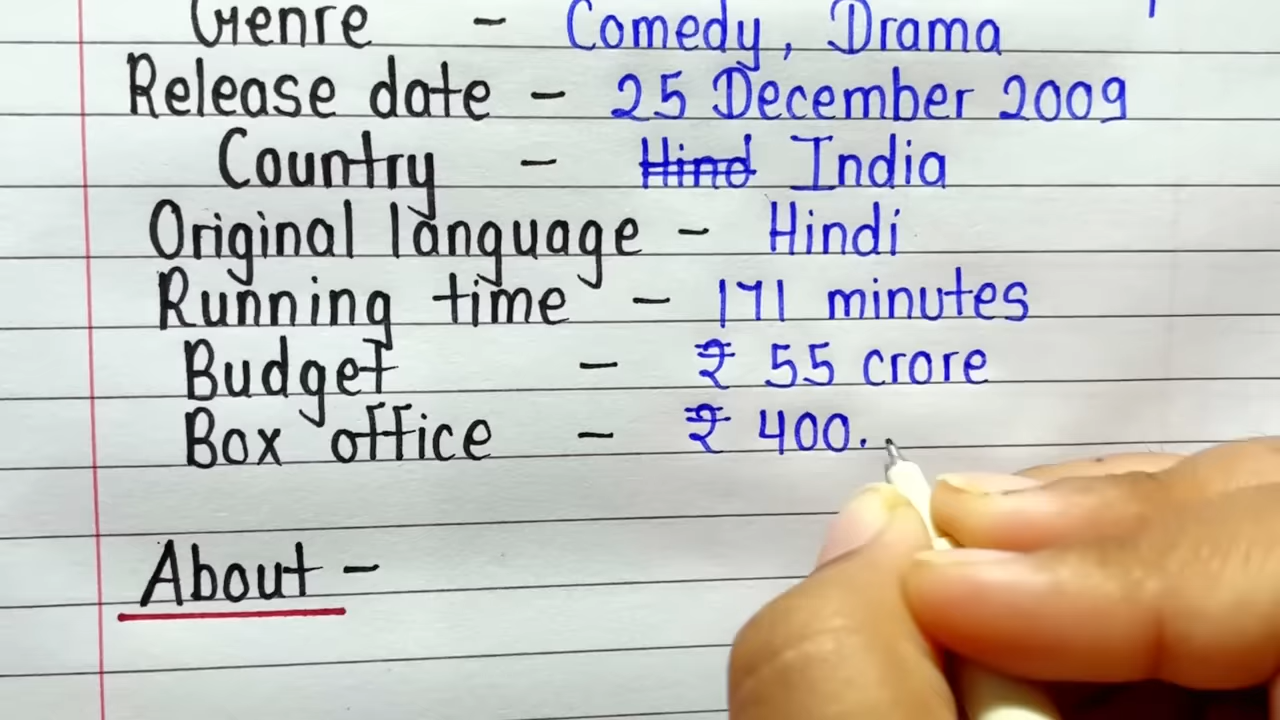 Genre - Comedy, Drama
Release date - 25 December 2009
Country - Hind India
Original language - Hindi
Running time - 171 minutes
Budget - ₹ 55 crore
Box office - ₹ 400.
About -